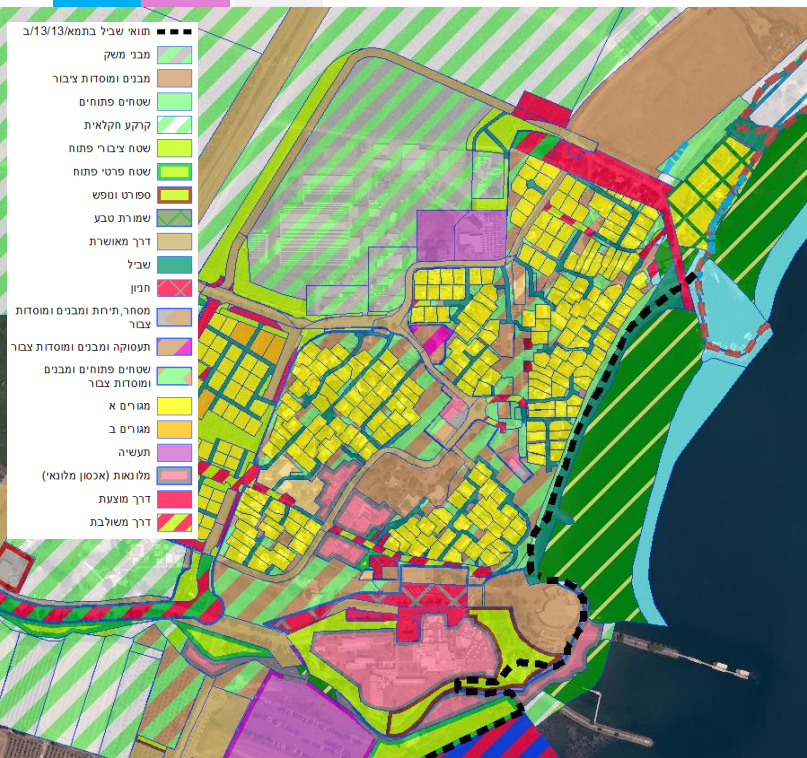 תוואי שביל בתמא/13/13/ב
מבני משק
מבנים ומוסדות ציבור
שטחים פתוחים
קרקע חקלאית
שטח ציבורי פתוח
שטח פרטי פתוח
ספורט ונופש
שמורת טבע
דרך מאושרת
שביל
חניון
מסחר,תירות ומבנים ומוסדות
צבור
תעסוקה ומבנים ומוסדות צבור
שטחים פתוחים ומבנים
ומוסדות צבור
מגורים א
מגורים ב
תעשיה
מלונאות (אכסון מלונאי)
דרך מוצעת
דרך משולבת